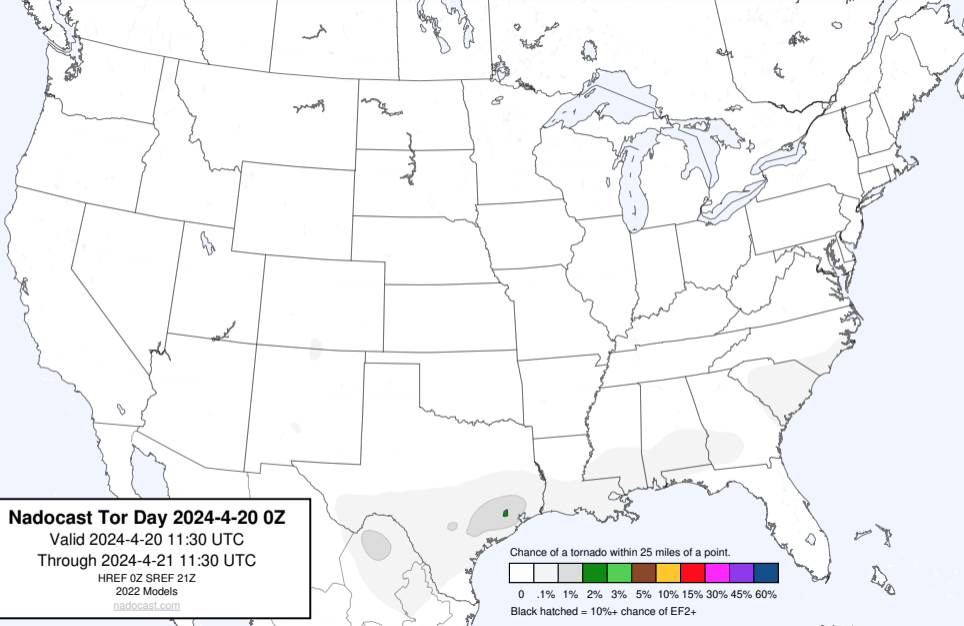 Nadocast Tor Day 2024-4-20 0Z
Valid 2024-4-20 11:30 UTC
Through 2024-4-21 11:30 UTC
HREF 0Z SREF 21Z
2022 Models
nadocast.com
Chance of a tornado within 25 miles of a point.
0 .1% 1% 2% 3% 5% 10% 15% 30% 45% 60%
Black hatched = 10%+ chance of EF2+